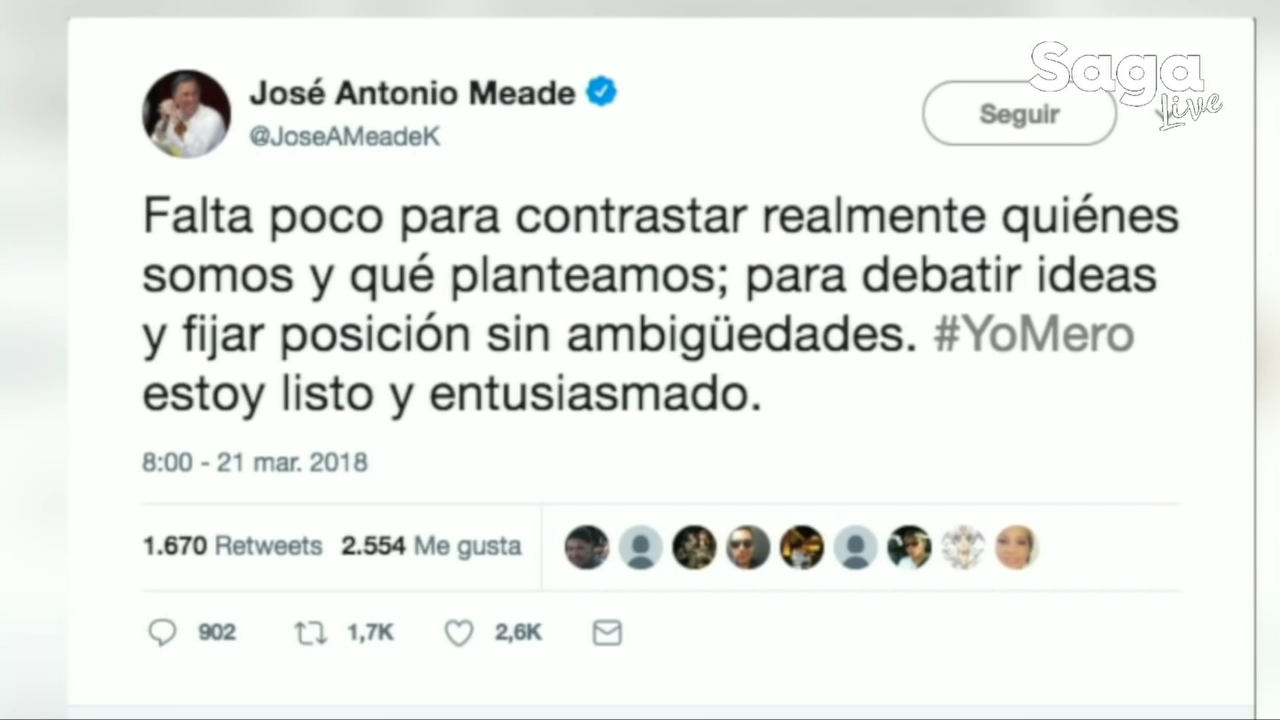 Saga
Live
José Antonio Meade
@JoseAMeadeK
Seguir
Falta poco para contrastar realmente quiénes
somos y qué planteamos; para debatir ideas
y fijar posición sin ambigüedades. #YoMero
estoy listo y entusiasmado.
8:00 - 21 mar. 2018
1.670 Retweets 2.554 Me gusta
902 1,7K 2,6K